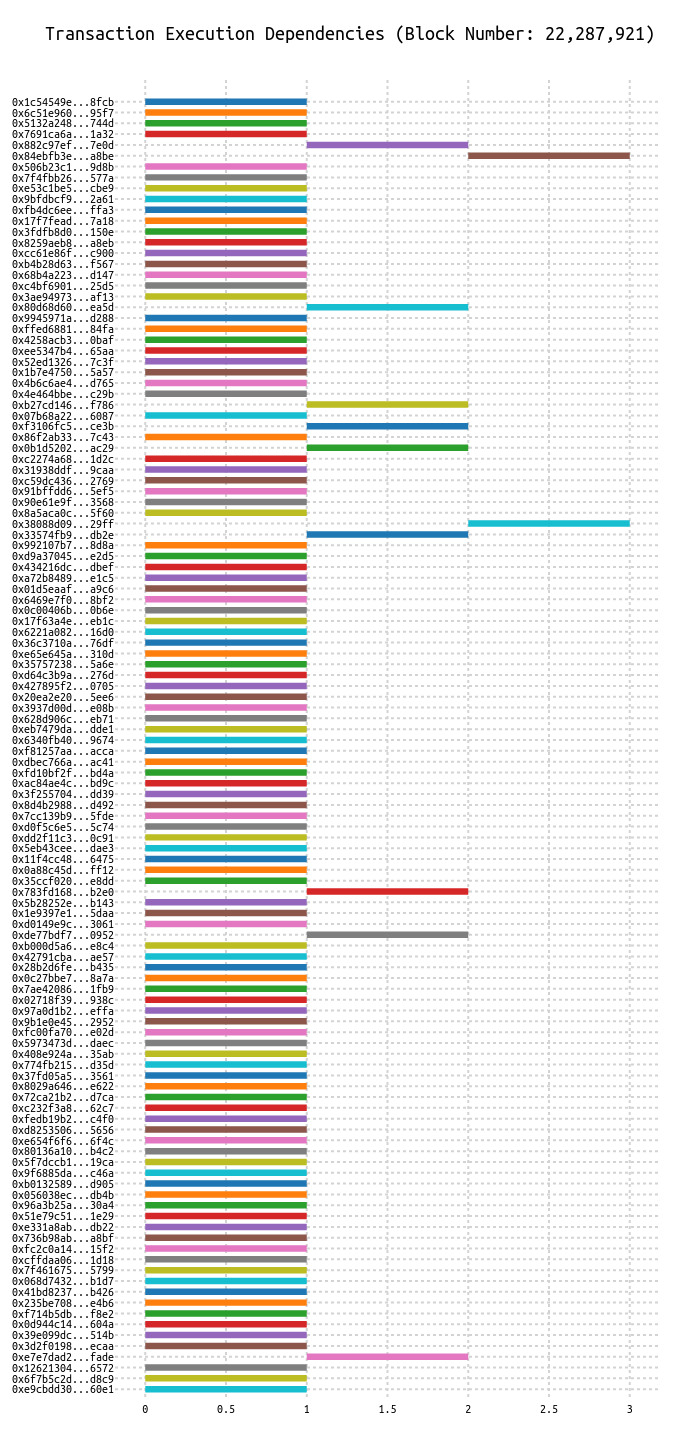 Transaction Execution Dependencies (Block Number: 22,287,921)
0x1c54549e...8fcb
0x6c51e960...95f7
0x5132a248...744d
0x7691ca6a...1a32
0x882c97ef...7e0d
0x84ebfb3e...a8be
0x506b23c1...9d8b
0x7f4fbb26...577a
0xe53c1be5...cbe9
0x9bfdbcf9...2a61
0xfb4dc6ee...ffa3
0x17f7fead...7a18
0x3fdfb8d0...150e
0x8259aeb8...a8eb
0xcc61e86f...c900
0xb4b28d63...f567
0x68b4a223...d147
0xc4bf6901...25d5
0x3ae94973...af13
0x80d68d60...ea5d
0x9945971a...d288
0xffed6881...84fa
0x4258acb3...0baf
0xee5347b4...65aa
0x52ed1326...7c3f
0x1b7e4750...5a57
0x4b6c6ae4...d765
0x4e464bbe...c29b
0xb27cd146...f786
0x07b68a22...6087
0xf3106fc5...ce3b
0x86f2ab33...7c43
0x0b1d5202...ac29
0xc2274a68...1d2c
0x31938ddf...9caa
0xc59dc436...2769
0x91bffdd6...5ef5
0x90e61e9f...3568
0x8a5aca0c...5f60
0x38088d09...29ff
0x33574fb9...db2e
0x992107b7...8d8a
0xd9a37045...e2d5
0x434216dc...dbef
0xa72b8489...e1c5
0x01d5eaaf...a9c6
0x6469e7f0...8bf2
0x0c00406b...0b6e
0x17f63a4e...eb1c
0x6221a082...16d0
0x36c3710a...76df
0xe65e645a...310d
0x35757238...5a6e
0xd64c3b9a...276d
0x427895f2...0705
0x20ea2e20...5ee6
0x3937d00d...e08b
0x628d906c...eb71
0xeb7479da...dde1
0x6340fb40...9674
0xf81257aa...acca
0xdbec766a...ac41
0xfd10bf2f...bd4a
0xac84ae4c...bd9c
0x3f255704...dd39
0x8d4b2988...d492
0x7cc139b9...5fde
0xd0f5c6e5...5c74
0xdd2f11c3...0c91
0x5eb43cee...dae3
0x11f4cc48...6475
0x0a88c45d...ff12
0x35ccf020...e8dd
0x783fd168...b2e0
0x5b28252e...b143
0x1e9397e1...5daa
0xd0149e9c...3061
0xde77bdf7...0952
0xb000d5a6...e8c4
0x42791cba...ae57
0x28b2d6fe...b435
0x0c27bbe7...8a7a
0x7ae42086...1fb9
0x02718f39...938c
0x97a0d1b2...effa
0x9b1e0e45...2952
0xfc00fa70...e02d
0x5973473d...daec
0x408e924a...35ab
0x774fb215...d35d
0x37fd05a5...3561
0x8029a646...e622
0x72ca21b2...d7ca
0xc232f3a8...62c7
0xfedb19b2...c4f0
0xd8253506...5656
0xe654f6f6...6f4c
0x80136a10...b4c2
0x5f7dccb1...19ca
0x9f6885da...c46a
0xb0132589...d905
0x056038ec...db4b
0x96a3b25a...30a4
0x51e79c51...1e29
0xe331a8ab...db22
0x736b98ab...a8bf
0xfc2c0a14...15f2
0xcffdaa06...1d18
0x7f461675...5799
0x068d7432...b1d7
0x41bd8237...b426
0x235be708...e4b6
0xf714b5db...f8e2
0x0d944c14...604a
0x39e099dc...514b
0x3d2f0198...ecaa
0xe7e7dad2...fade
0x12621304...6572
0x6f7b5c2d...d8c9
0xe9cbdd30...60e1
0 0.5 1 1.5 2 2.5 3